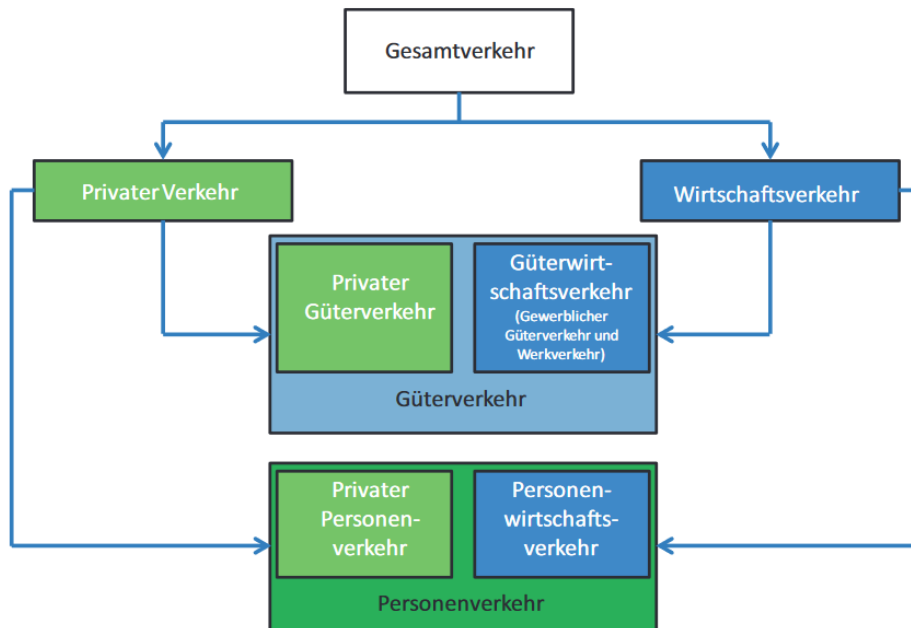 Gesamtverkehr
Privater Verkehr
Wirtschaftsverkehr
Privater
Güterverkehr
Güterwirt-
schaftsverkehr
(Gewerblicher
Güterverkehr und
Werkverkehr)
Güterverkehr
Privater
Personen-
verkehr
Personen-
wirtschafts-
verkehr
Personenverkehr